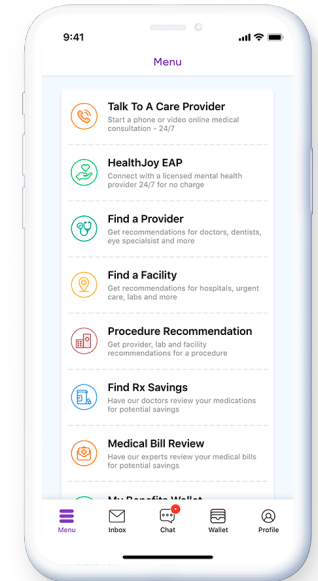 9:41
Menu
Talk To A Care Provider
Start a phone or video online medical
consultation - 24/7
HealthJoy EAP
Connect with a licensed mental health
provider 24/7 for no charge
Find a Provider
Get recommendations for doctors, dentists,
eye specialsist and more
Find a Facility
Get recommendations for hospitals, urgent
care, labs and more
Procedure Recommendation
Get provider, lab and facility
recommendations for a procedure
Find Rx Savings
Have our doctors review your medications
for potential savings
Medical Bill Review
Have our experts review your medical bills
for potential savings
My Benefits Wallet
Menu Inbox Chat Wallet Profile